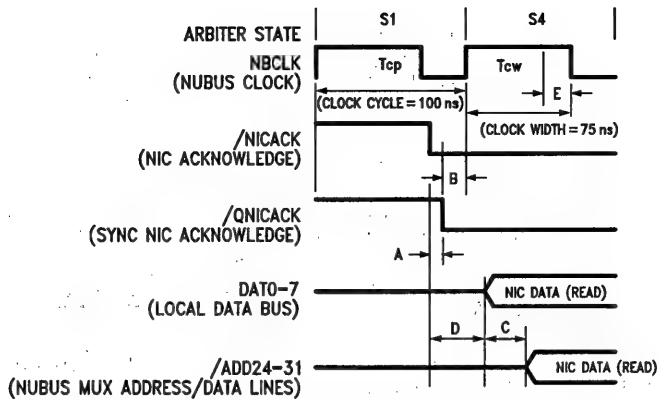 S1 S4
ARBITER STATE
NBCLK
(NUBUS CLOCK)
Tcp Tcw
E
(CLOCK CYCLE = 100 ns)
(CLOCK WIDTH = 75 ns)
/NICACK
(NIC ACKNOWLEDGE)
B
/QNICACK
(SYNC NIC ACKNOWLEDGE)
A
DAT0-7
(LOCAL DATA BUS)
NIC DATA (READ)
D C
/ADD24-31
(NUBUS MUX ADDRESS/DATA LINES)
NIC DATA (READ)